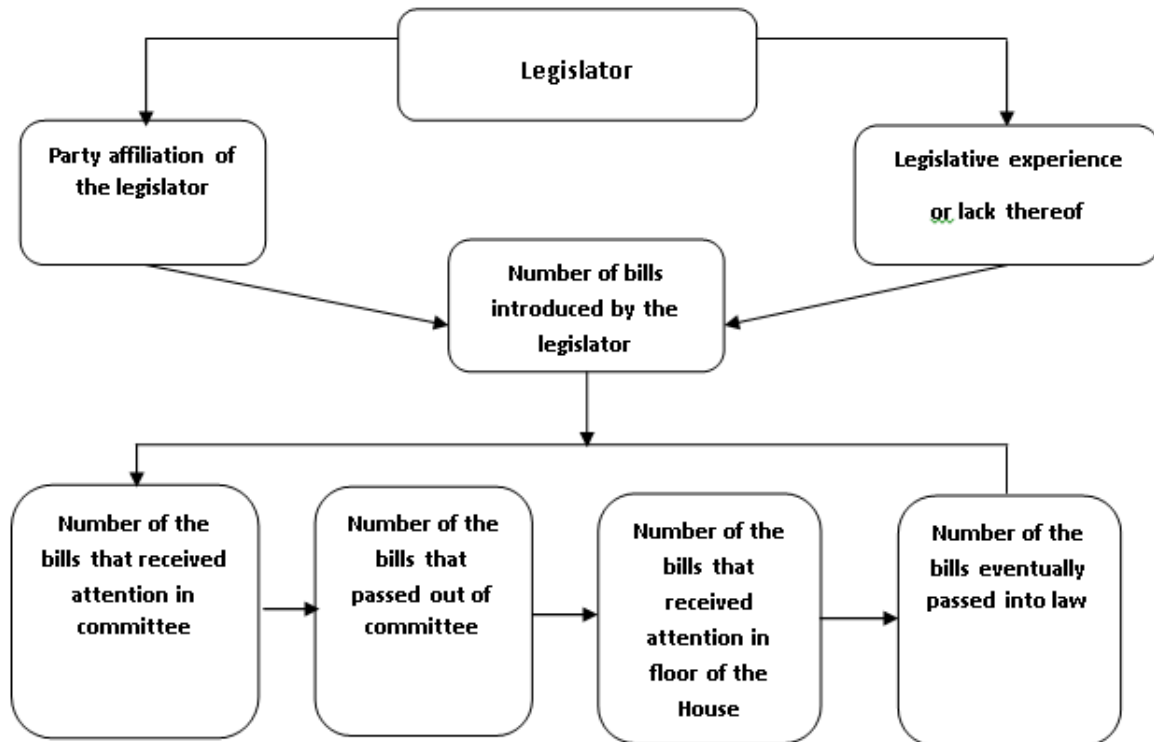 Legislator
Party affiliation of
the legislator
Legislative experience
or lack thereof
Number of bills
introduced by the
legislator
Number of the
bills that received
attention in
committee
Number of the
bills that
passed out of
committee
Number of the
bills that
received
attention in
floor of the
House
Number of the
bills eventually
passed into law